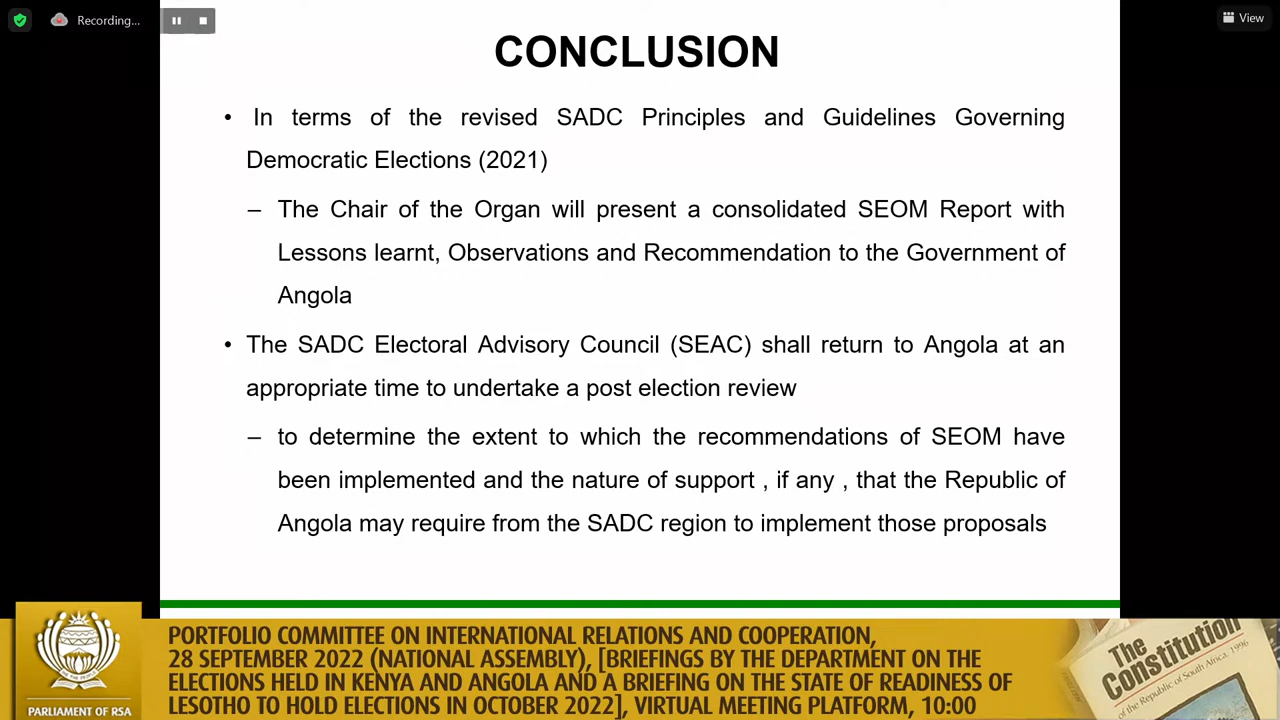 Recording...
View
CONCLUSION
• In terms of the revised SADC Principles and Guidelines Governing
Democratic Elections (2021)
– The Chair of the Organ will present a consolidated SEOM Report with
Lessons learnt, Observations and Recommendation to the Government of
Angola
• The SADC Electoral Advisory Council (SEAC) shall return to Angola at an
appropriate time to undertake a post election review
– to determine the extent to which the recommendations of SEOM have
been implemented and the nature of support , if any , that the Republic of
Angola may require from the SADC region to implement those proposals
PARLIAMENT OF RSA
PORTFOLIO COMMITTEE ON INTERNATIONAL RELATIONS AND COOPERATION,
28 SEPTEMBER 2022 (NATIONAL ASSEMBLY), [BRIEFINGS BY THE DEPARTMENT ON THE
ELECTIONS HELD IN KENYA AND ANGOLA AND A BRIEFING ON THE STATE OF READINESS OF
LESOTHO TO HOLD ELECTIONS IN OCTOBER 2022], VIRTUAL MEETING PLATFORM, 10:00
The
Constitution
of the Republic of South Africa, 1996